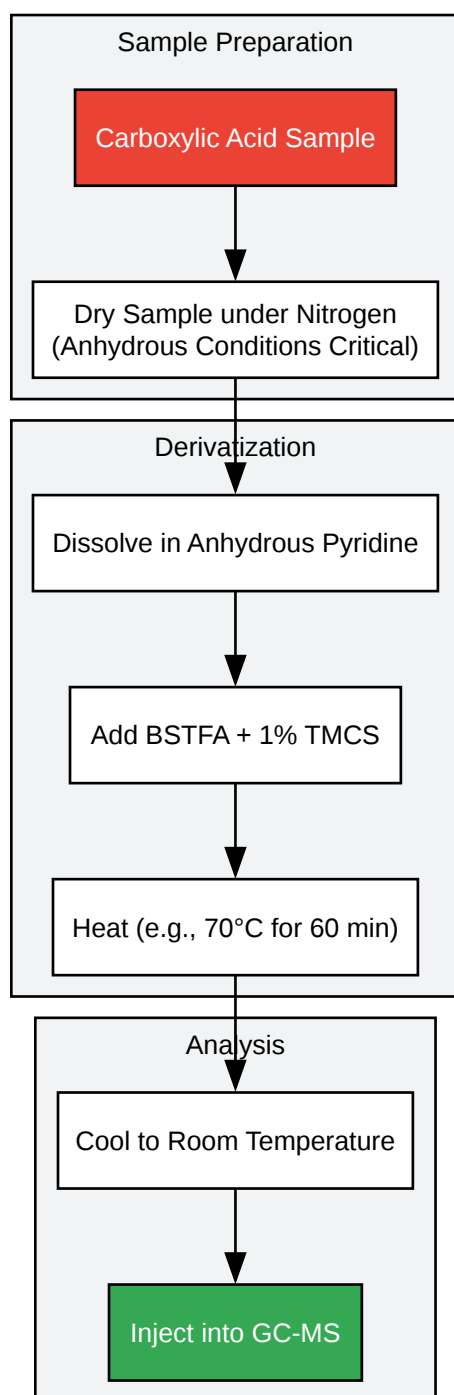 Sample Preparation
Carboxylic Acid Sample
Dry Sample under Nitrogen
(Anhydrous Conditions Critical)
Derivatization
Dissolve in Anhydrous Pyridine
Add BSTFA + 1% TMCS
Heat (e.g., 70°C for 60 min)
Analysis
Cool to Room Temperature
Inject into GC-MS